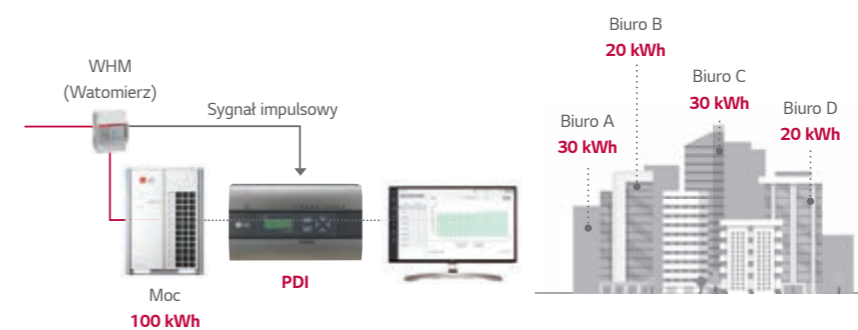 WHM
(Watomierz)
Sygnał impulsowy
Moc
100 kWh
PDI
Biuro A
30 kWh
Biuro B
20 kWh
Biuro C
30 kWh
Biuro D
20 kWh